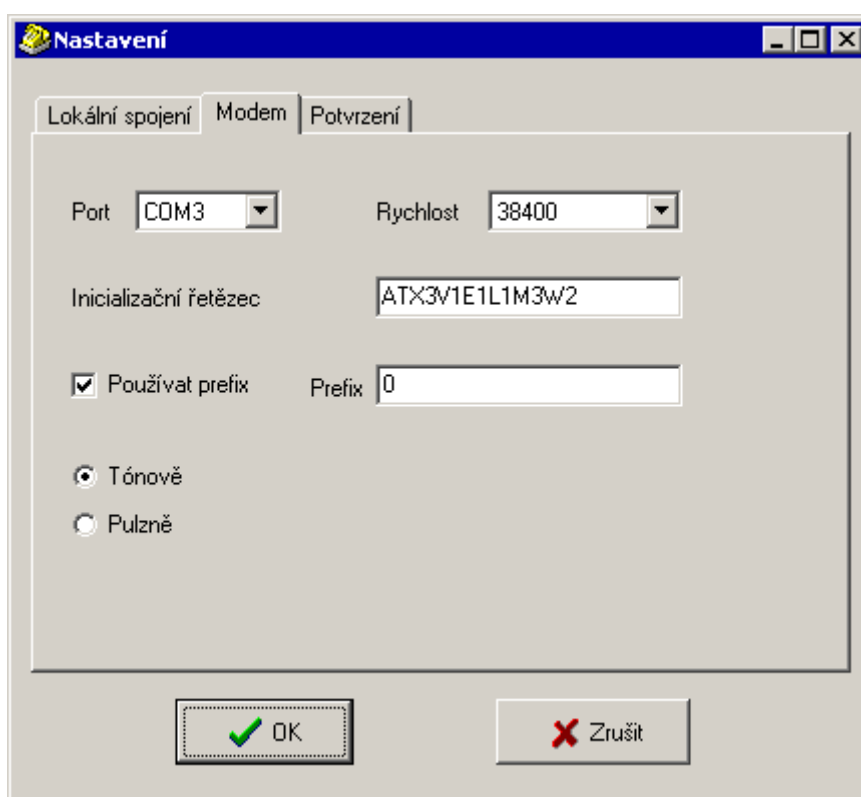 Nastavení
Lokální spojení Modem Potvrzení
Port COM3 Rychlost 38400
Inicializační řetězec ATX3V1E1L1M3W2
Používat prefix Prefix 0
Tónově
Pulzně
OK Zrušit